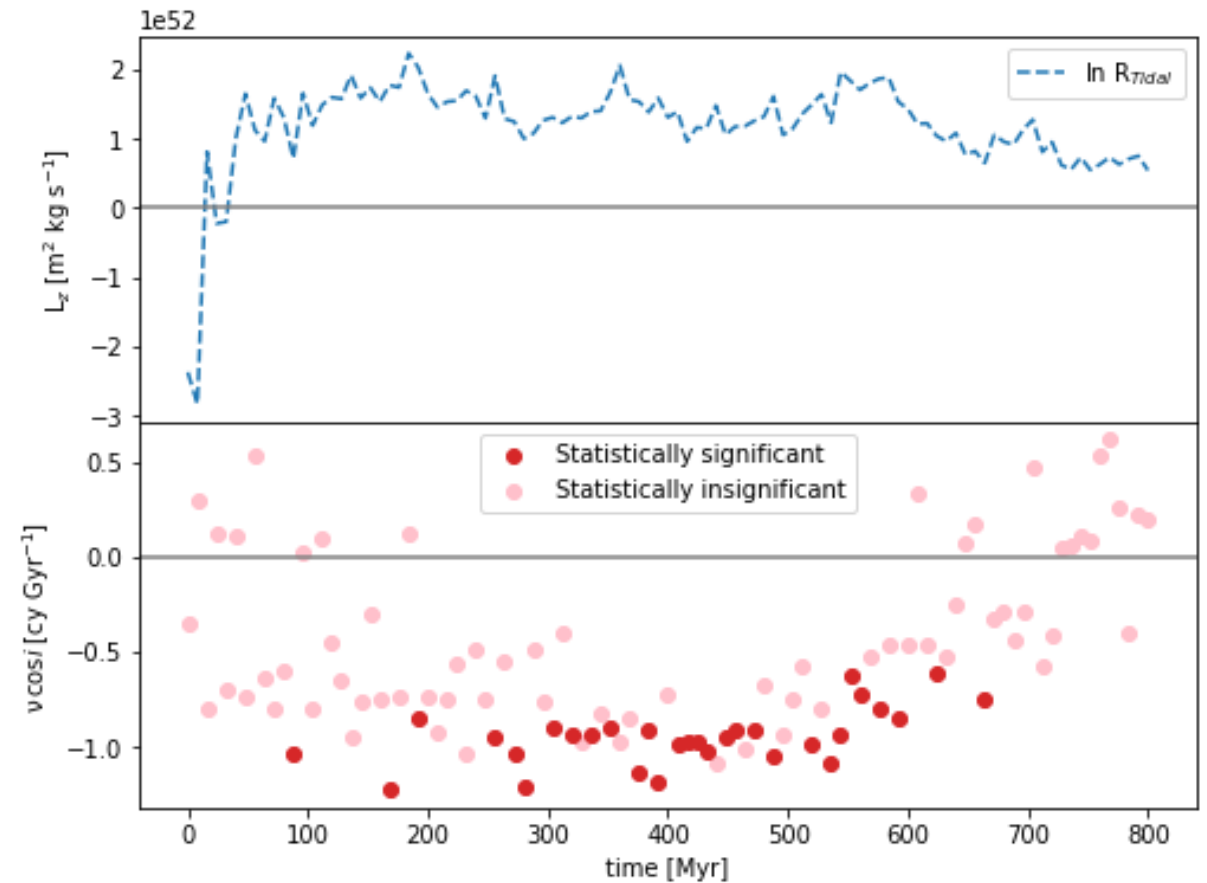 1e52
2
1
0
−1
−2
−3
L_z [m² kg s⁻¹]
In R_Tidal
0.5
0.0
−0.5
−1.0
ν cosi [cy Gyr⁻¹]
Statistically significant
Statistically insignificant
0 100 200 300 400 500 600 700 800
time [Myr]